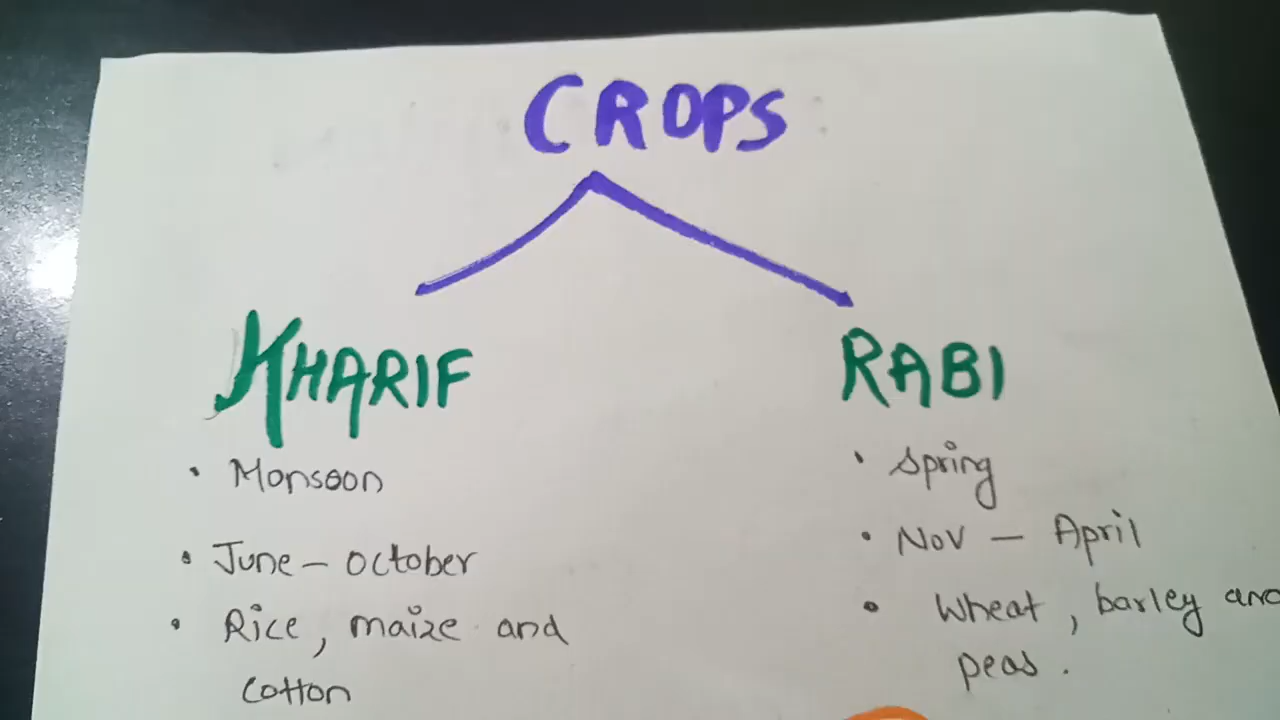 CROPS
KHARIF
• Monsoon
• June – October
• Rice, maize and
cotton
RABI
• Spring
• Nov – April
• Wheat, barley and
peas.